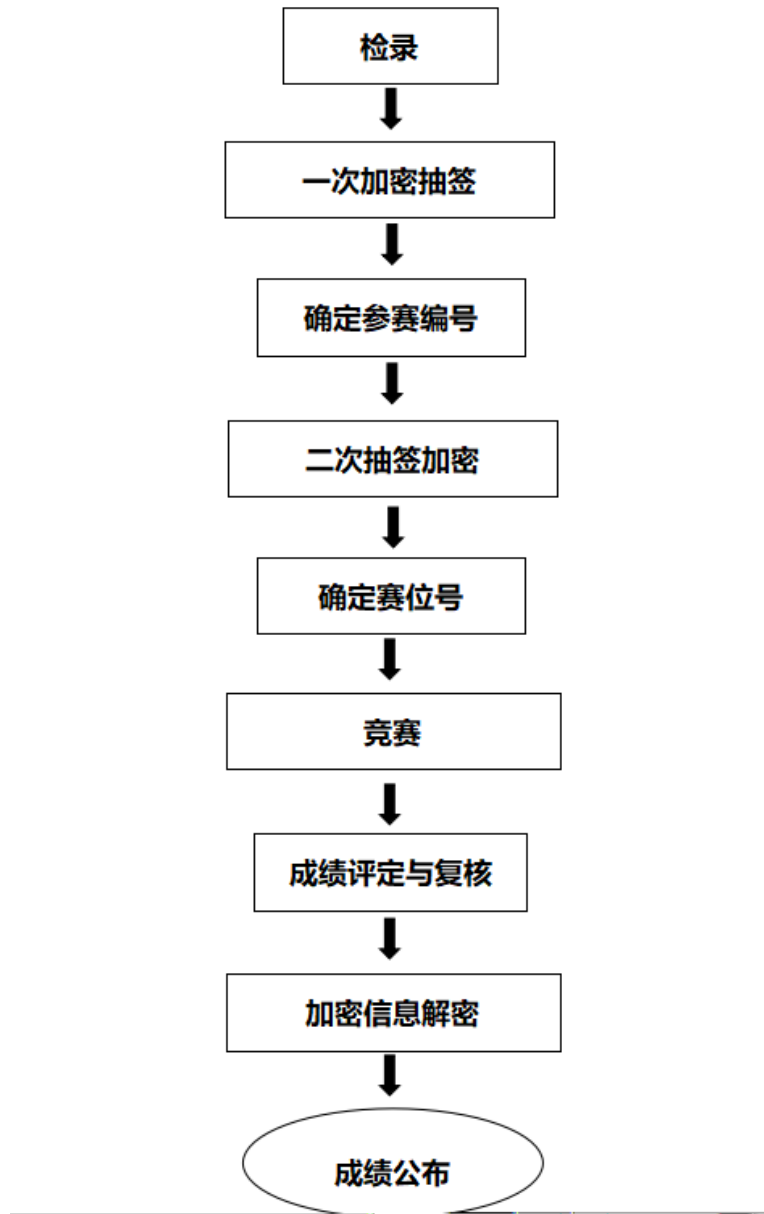 检录
一次加密抽签
确定参赛编号
二次抽签加密
确定赛位号
竞赛
成绩评定与复核
加密信息解密
成绩公布